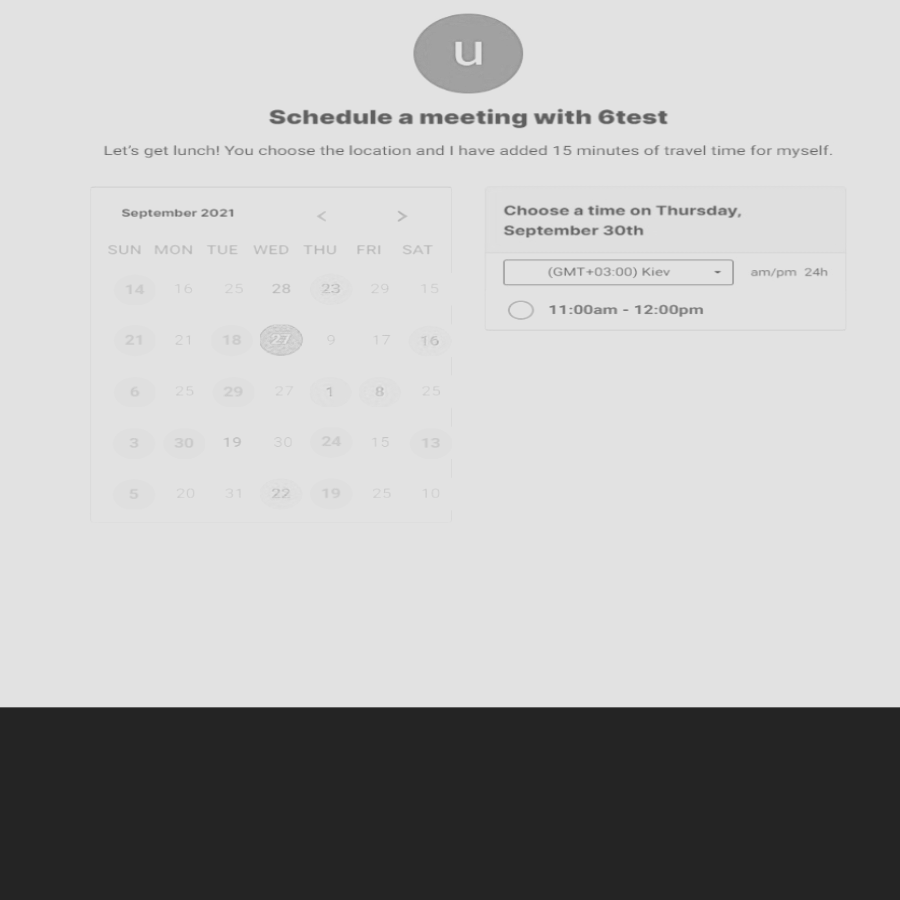 u
Schedule a meeting with 6test
Let's get lunch! You choose the location and I have added 15 minutes of travel time for myself.
September 2021 < >
SUN MON TUE WED THU FRI SAT
14 16 25 28 23 29 15
21 21 18 27 9 17 16
6 25 29 27 1 8 25
3 30 19 30 24 15 13
5 20 31 22 19 25 10
Choose a time on Thursday,
September 30th
(GMT+03:00) Kiev am/pm 24h
11:00am - 12:00pm